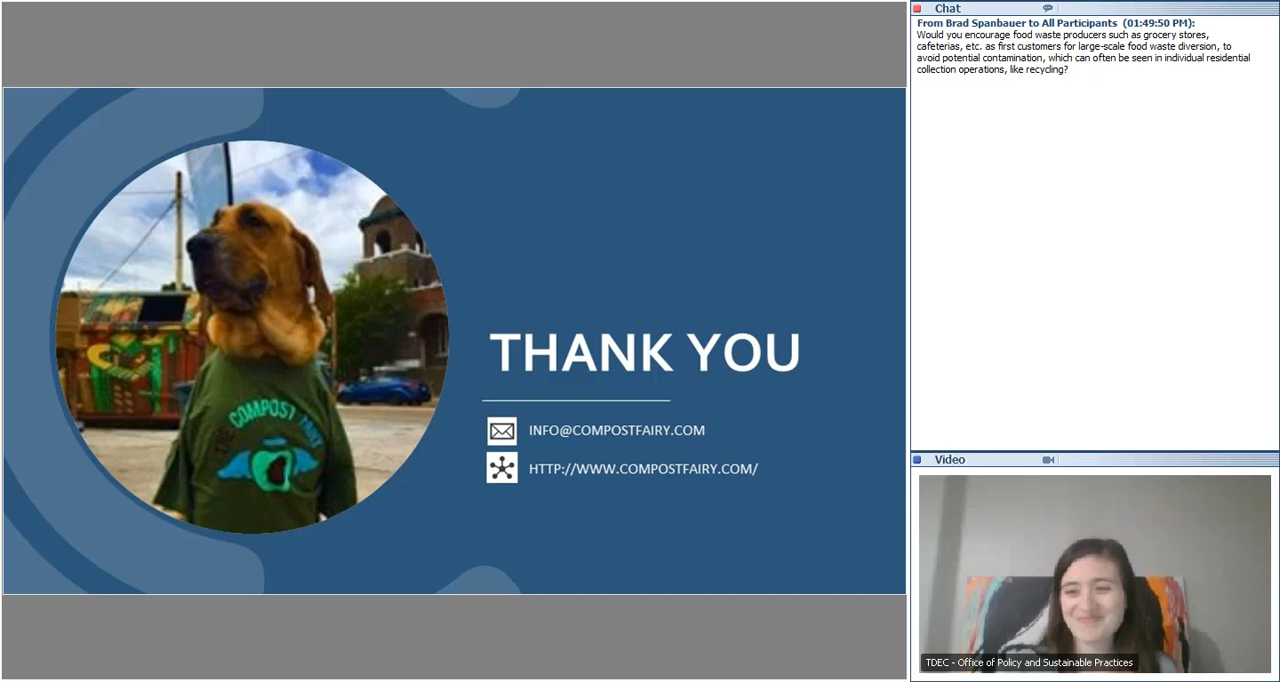 THE COMPOST FAIRY
THANK YOU
INFO@COMPOSTFAIRY.COM
HTTP://WWW.COMPOSTFAIRY.COM/
Chat
From Brad Spanbauer to All Participants (01:49:50 PM):
Would you encourage food waste producers such as grocery stores,
cafeterias, etc. as first customers for large-scale food waste diversion, to
avoid potential contamination, which can often be seen in individual residential
collection operations, like recycling?
Video
TDEC - Office of Policy and Sustainable Practices